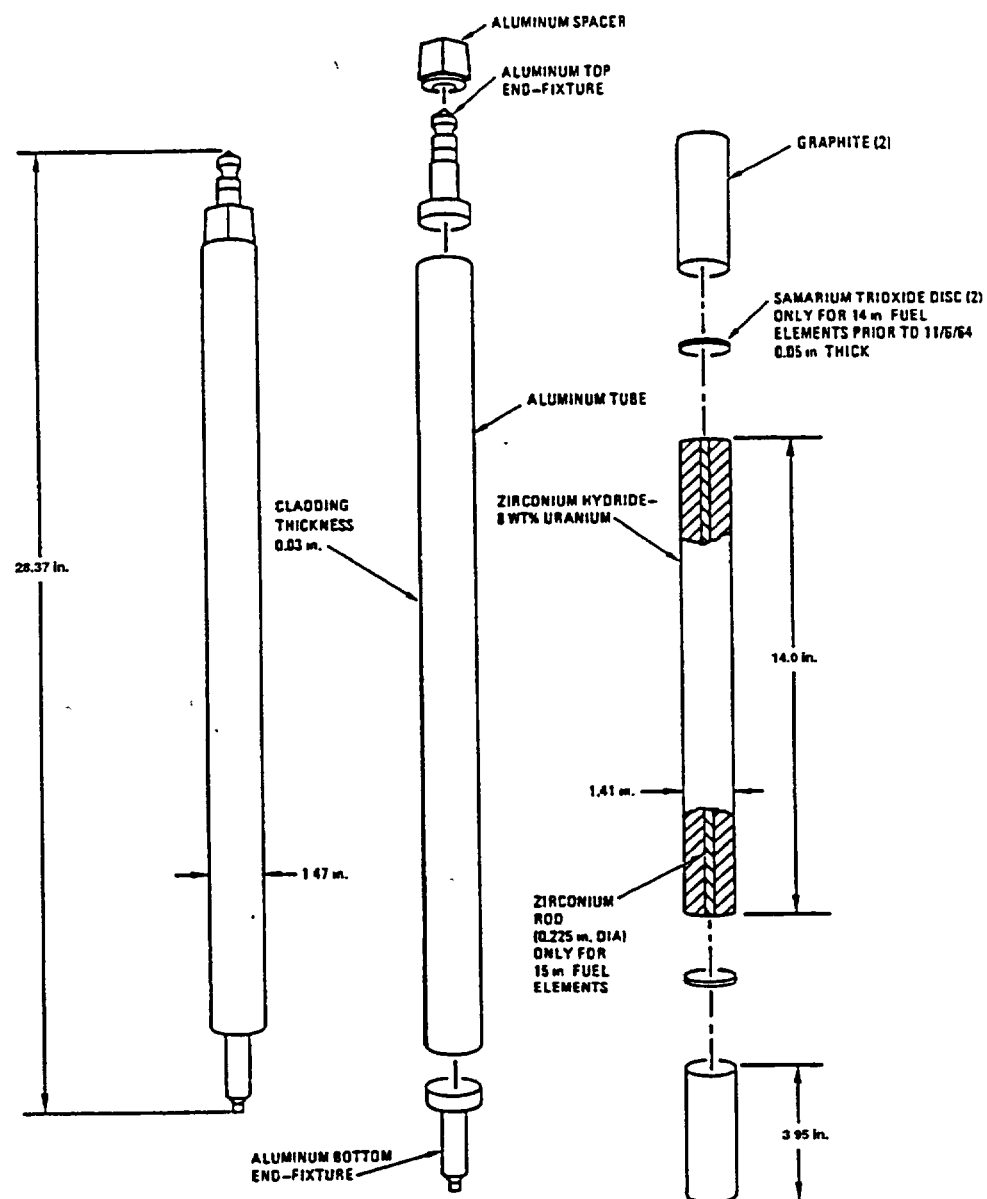 ALUMINUM SPACER
ALUMINUM TOP
END-FIXTURE
GRAPHITE (2)
SAMARIUM TRIOXIDE DISC (2)
ONLY FOR 14 in FUEL
ELEMENTS PRIOR TO 11/6/64
0.05 in THICK
ALUMINUM TUBE
CLADDING
THICKNESS
0.03 in.
ZIRCONIUM HYDRIDE-
8 WT% URANIUM
28.37 in.
14.0 in.
1.41 in.
1 47 in.
ZIRCONIUM
ROD
(0.225 in. DIA)
ONLY FOR
15 in FUEL
ELEMENTS
3 95 in.
ALUMINUM BOTTOM
END-FIXTURE